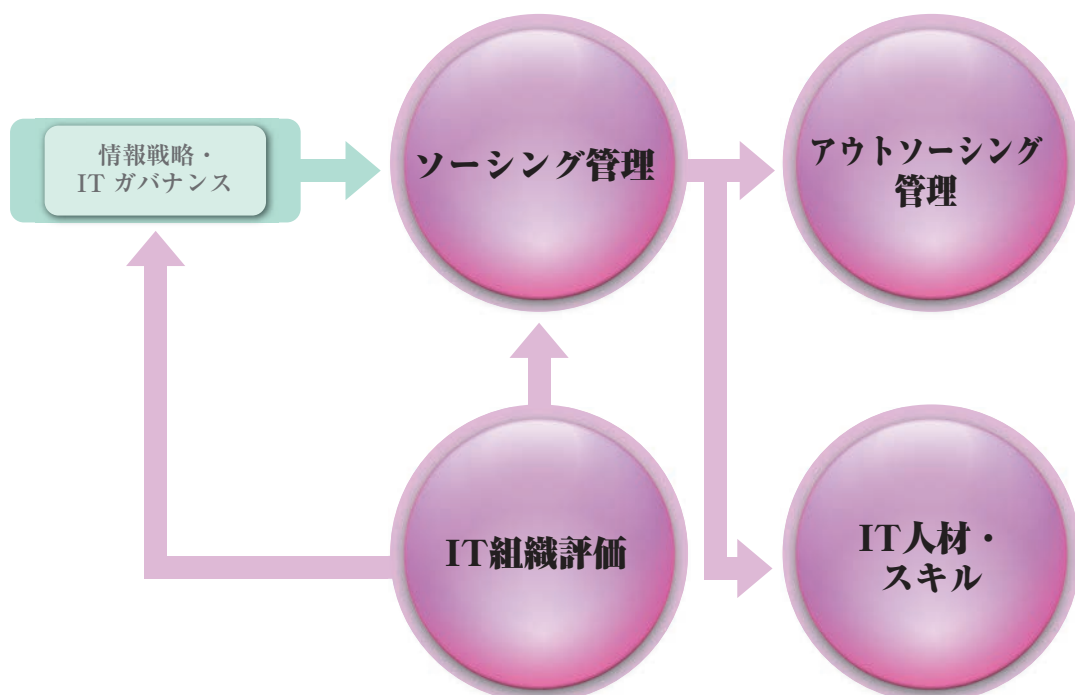 情報戦略・
IT ガバナンス
ソーシング管理
アウトソーシング
管理
IT組織評価
IT人材・
スキル